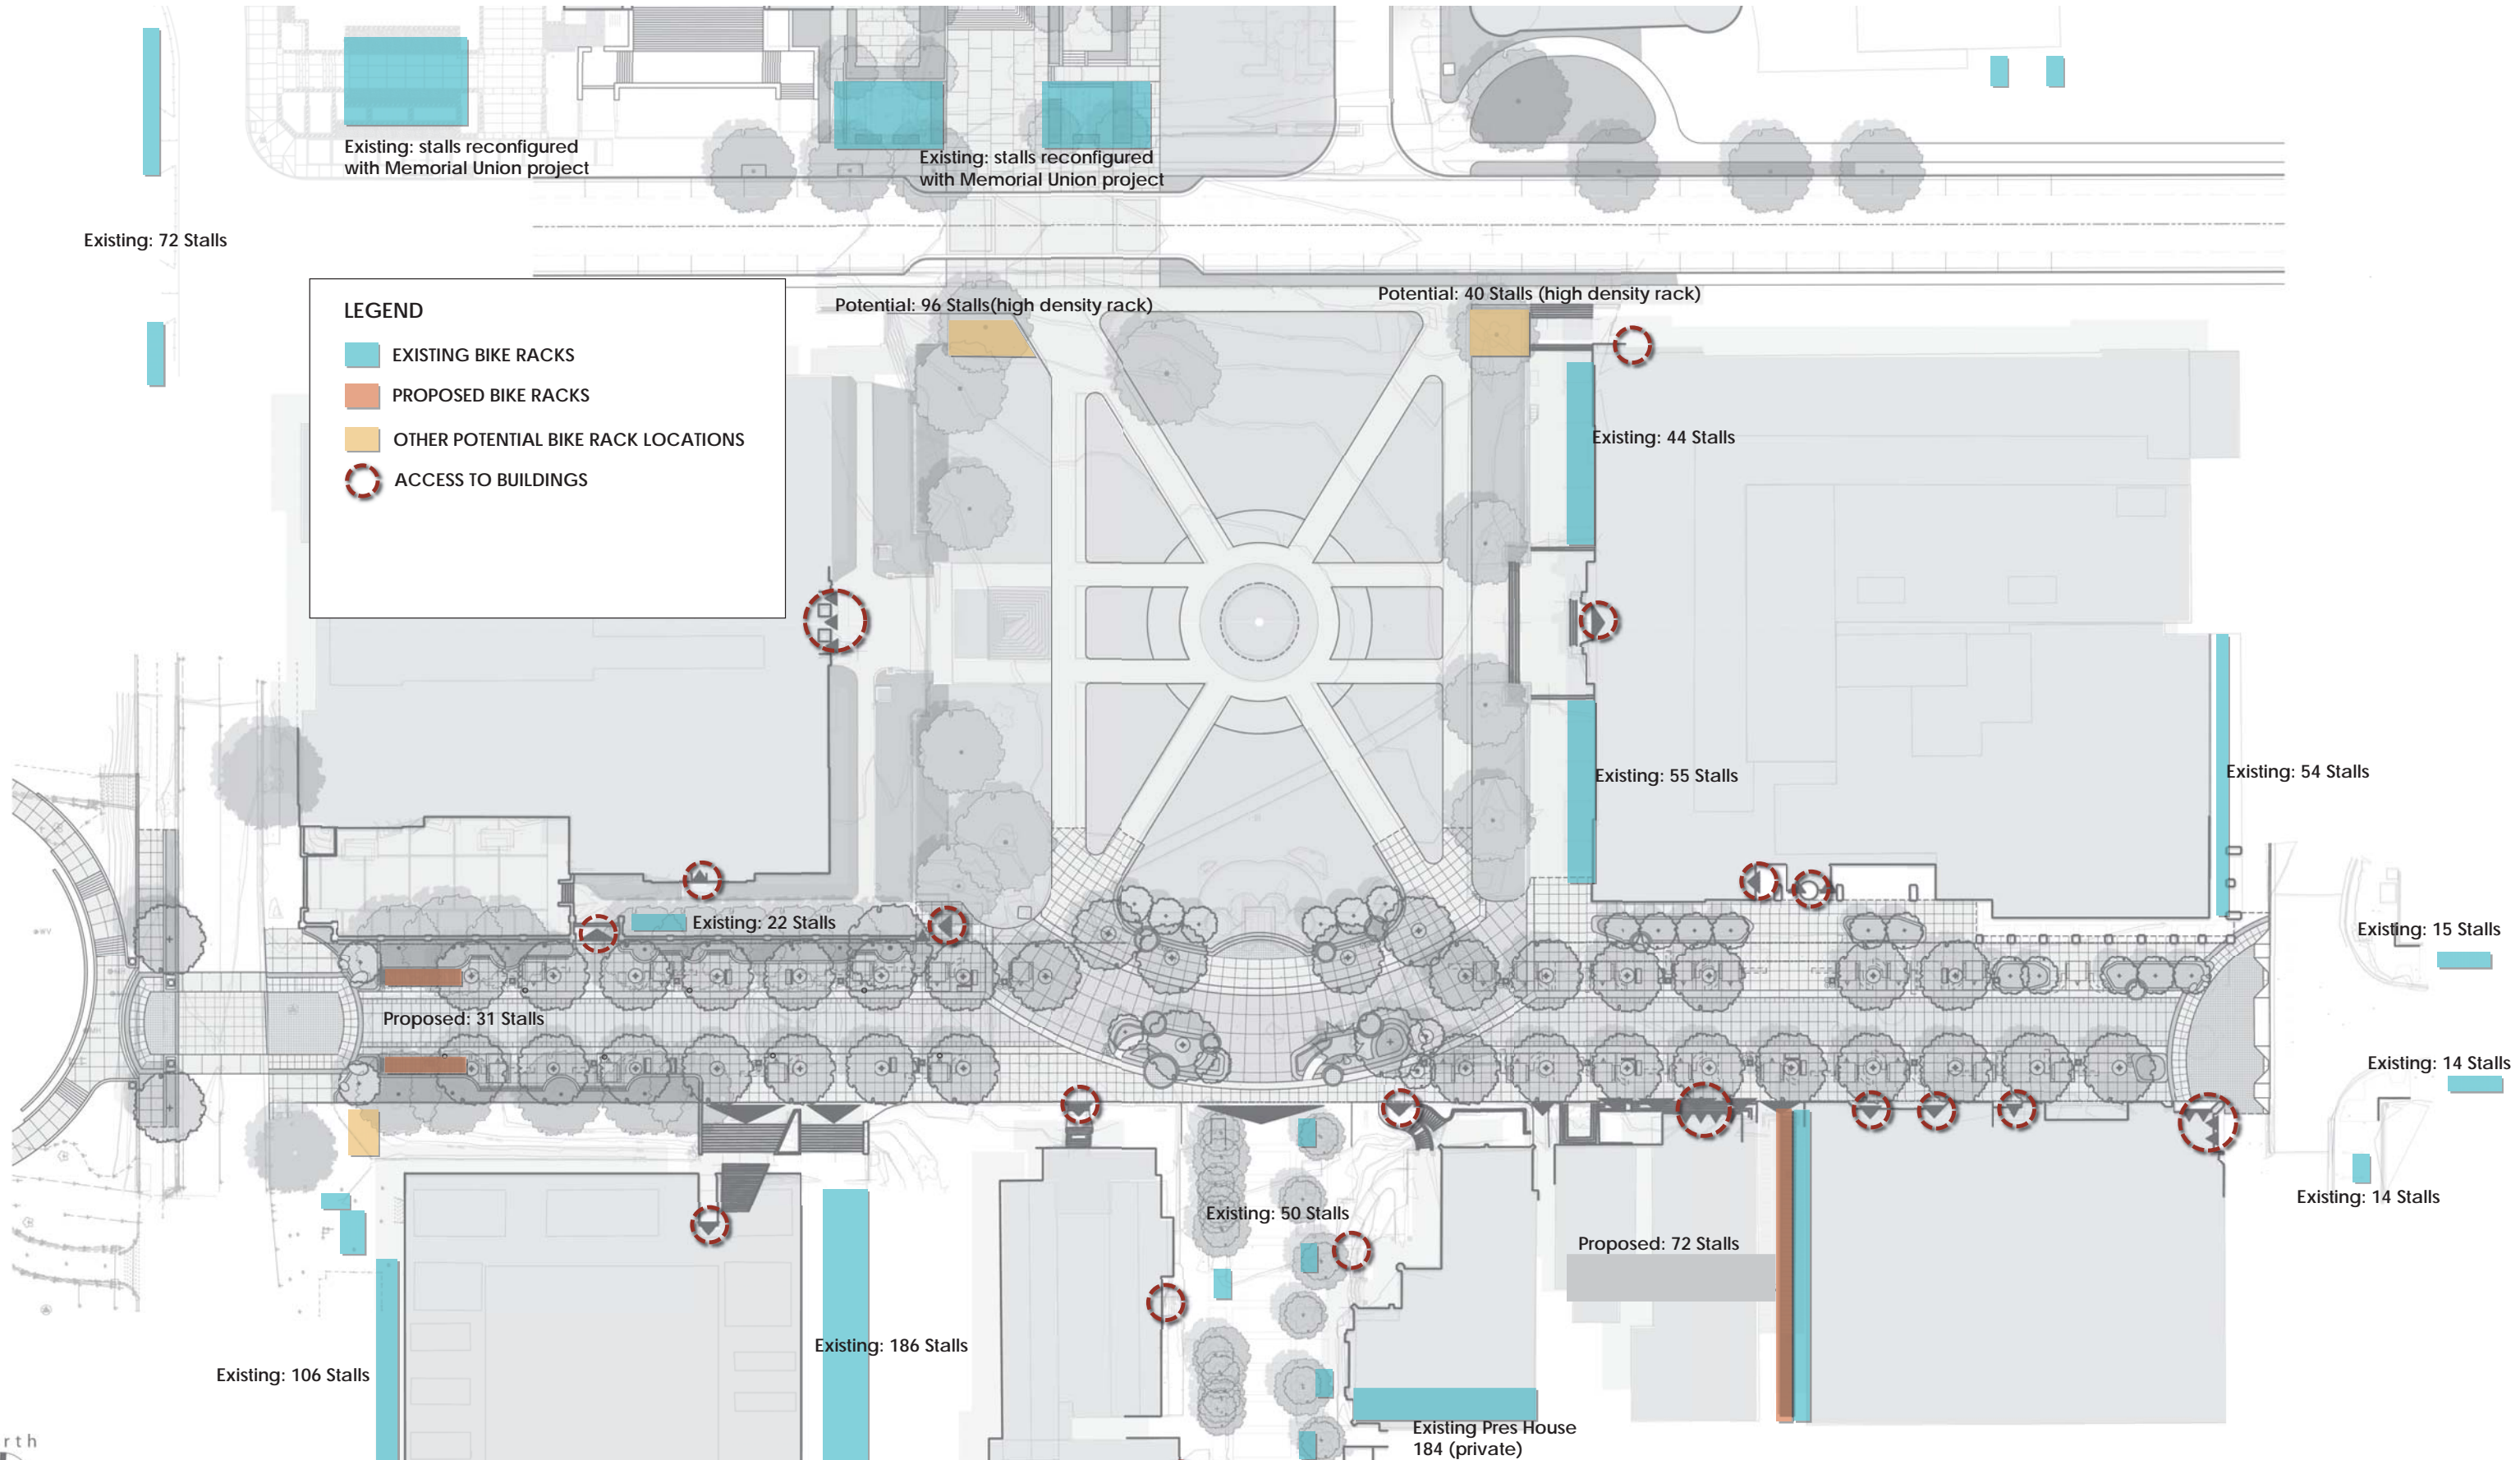 Existing: stalls reconfigured
with Memorial Union project
Existing: stalls reconfigured
with Memorial Union project
Existing: 72 Stalls
LEGEND
EXISTING BIKE RACKS
PROPOSED BIKE RACKS
OTHER POTENTIAL BIKE RACK LOCATIONS
ACCESS TO BUILDINGS
Potential: 96 Stalls(high density rack)
Potential: 40 Stalls (high density rack)
Existing: 44 Stalls
Existing: 55 Stalls
Existing: 54 Stalls
Existing: 22 Stalls
Existing: 15 Stalls
Proposed: 31 Stalls
Existing: 14 Stalls
Existing: 14 Stalls
Existing: 50 Stalls
Proposed: 72 Stalls
Existing: 186 Stalls
Existing: 106 Stalls
Existing Pres House
184 (private)
rth